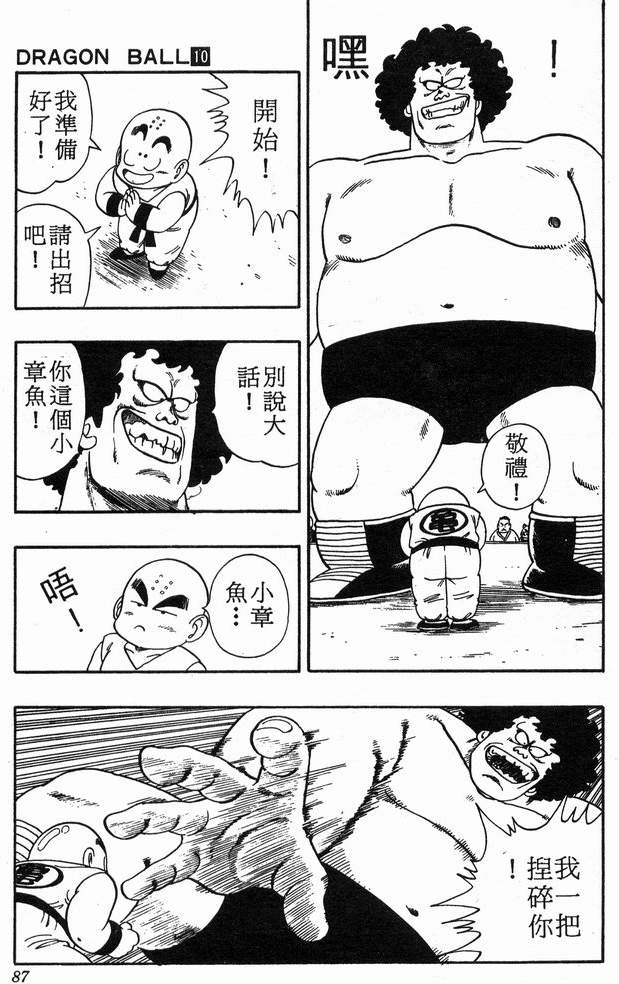 DRAGON BALL 10
嘿！
敬禮！
開始！
我準備
好了！
請出招
吧！
別說大
話！
你這個小
章魚！
小章
魚…
唔！
我一把
捏碎你
！
龜
87